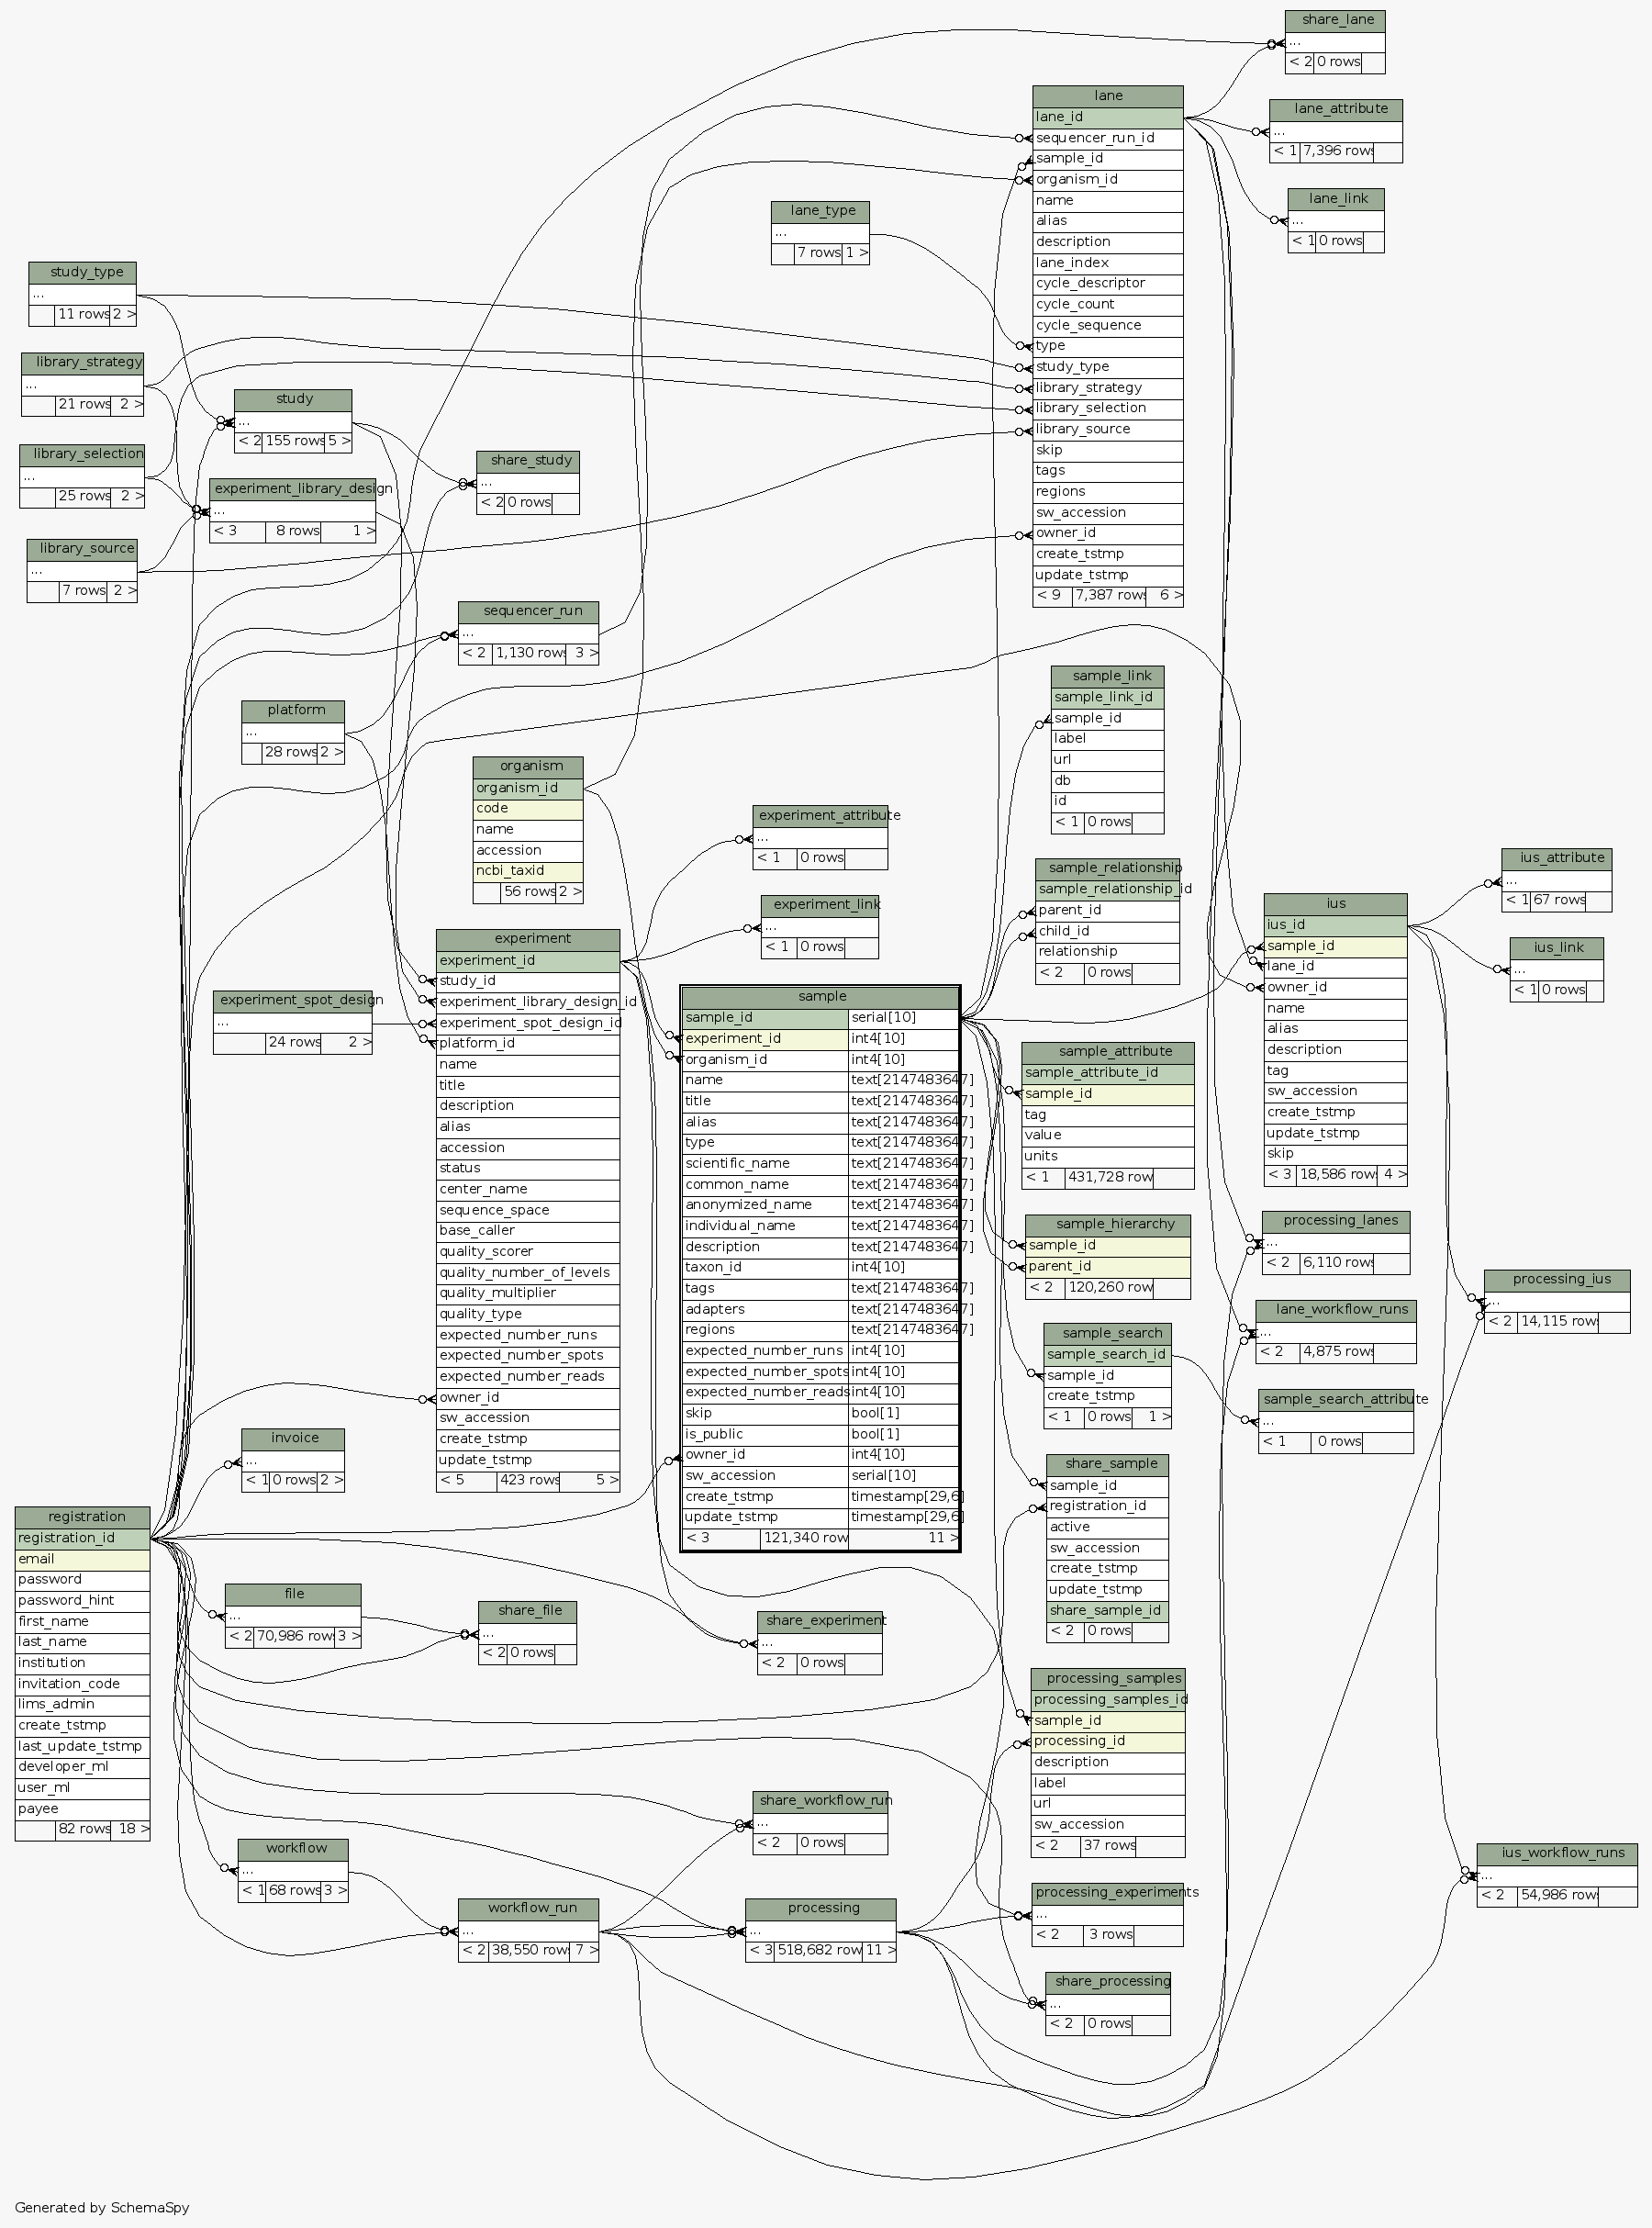 share_lane
...
< 2 0 rows
lane
lane_id
sequencer_run_id
sample_id
organism_id
name
alias
description
lane_index
cycle_descriptor
cycle_count
cycle_sequence
type
study_type
library_strategy
library_selection
library_source
skip
tags
regions
sw_accession
owner_id
create_tstmp
update_tstmp
< 9 7,387 rows 6 >
lane_attribute
...
< 1 7,396 rows
lane_link
...
< 1 0 rows
lane_type
...
7 rows 1 >
study_type
...
11 rows 2 >
library_strategy
...
21 rows 2 >
study
...
< 2 155 rows 5 >
library_selection
...
25 rows 2 >
share_study
...
< 2 0 rows
experiment_library_design
...
< 3 8 rows 1 >
library_source
...
7 rows 2 >
sequencer_run
...
< 2 1,130 rows 3 >
platform
...
28 rows 2 >
sample_link
sample_link_id
sample_id
label
url
db
id
< 1 0 rows
organism
organism_id
code
name
accession
ncbi_taxid
56 rows 2 >
experiment_attribute
...
< 1 0 rows
experiment_link
...
< 1 0 rows
sample_relationship
sample_relationship_id
parent_id
child_id
relationship
< 2 0 rows
ius_attribute
...
< 1 67 rows
ius
ius_id
sample_id
lane_id
owner_id
name
alias
description
tag
sw_accession
create_tstmp
update_tstmp
skip
< 3 18,586 rows 4 >
ius_link
...
< 1 0 rows
experiment
experiment_id
study_id
experiment_library_design_id
experiment_spot_design_id
platform_id
name
title
description
alias
accession
status
center_name
sequence_space
base_caller
quality_scorer
quality_number_of_levels
quality_multiplier
quality_type
expected_number_runs
expected_number_spots
expected_number_reads
owner_id
sw_accession
create_tstmp
update_tstmp
< 5 423 rows 5 >
experiment_spot_design
...
24 rows 2 >
sample
sample_id serial[10]
experiment_id int4[10]
organism_id int4[10]
name text[2147483647]
title text[2147483647]
alias text[2147483647]
type text[2147483647]
scientific_name text[2147483647]
common_name text[2147483647]
anonymized_name text[2147483647]
individual_name text[2147483647]
description text[2147483647]
taxon_id int4[10]
tags text[2147483647]
adapters text[2147483647]
regions text[2147483647]
expected_number_runs int4[10]
expected_number_spots int4[10]
expected_number_reads int4[10]
skip bool[1]
is_public bool[1]
owner_id int4[10]
sw_accession serial[10]
create_tstmp timestamp[29,6]
update_tstmp timestamp[29,6]
< 3 121,340 row 11 >
sample_attribute
sample_attribute_id
sample_id
tag
value
units
< 1 431,728 row
sample_hierarchy
sample_id
parent_id
< 2 120,260 row
processing_lanes
...
< 2 6,110 rows
processing_ius
...
< 2 14,115 rows
lane_workflow_runs
...
< 2 4,875 rows
sample_search
sample_search_id
sample_id
create_tstmp
< 1 0 rows 1 >
sample_search_attribute
...
< 1 0 rows
share_sample
sample_id
registration_id
active
sw_accession
create_tstmp
update_tstmp
share_sample_id
< 2 0 rows
invoice
...
< 1 0 rows 2 >
registration
registration_id
email
password
password_hint
first_name
last_name
institution
invitation_code
lims_admin
create_tstmp
last_update_tstmp
developer_ml
user_ml
payee
82 rows 18 >
file
...
< 2 70,986 rows 3 >
share_file
...
< 2 0 rows
share_experiment
...
< 2 0 rows
processing_samples
processing_samples_id
sample_id
processing_id
description
label
url
sw_accession
< 2 37 rows
share_workflow_run
...
< 2 0 rows
workflow
...
< 1 68 rows 3 >
ius_workflow_runs
...
< 2 54,986 rows
workflow_run
...
< 2 38,550 rows 7 >
processing
...
< 3 518,682 row 11 >
processing_experiments
...
< 2 3 rows
share_processing
...
< 2 0 rows
Generated by SchemaSpy